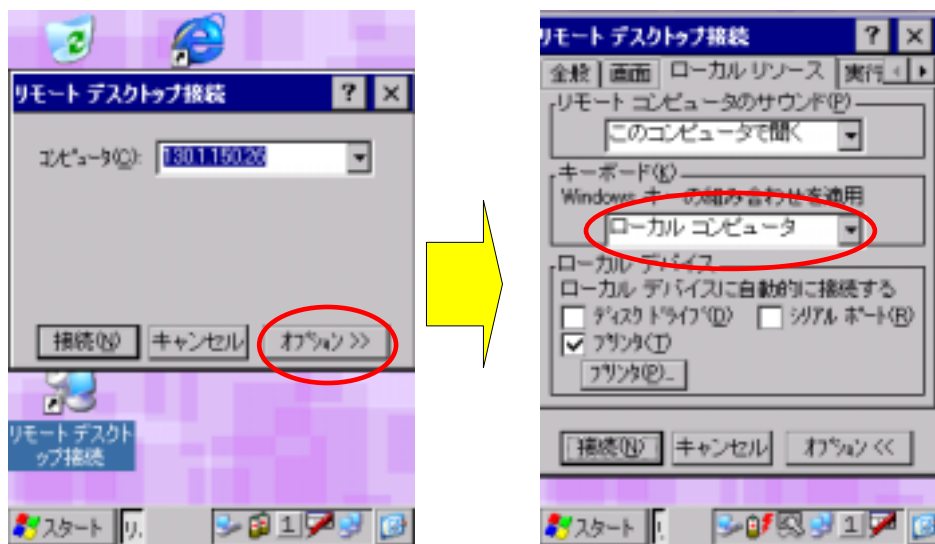 リモート デスクトップ接続
? ×
コンピュータ(C): 130.1.150.26
接続(N) キャンセル オプション >>
リモート デスクト
ップ接続
スタート リ.
1
リモート デスクトップ接続
? ×
全般 画面 ローカル リソース 実行
リモート コンピュータのサウンド(P)
このコンピュータで聞く
キーボード(K)
Windows キーの組み合わせを適用
ローカル コンピュータ
ローカル デバイス
ローカル デバイスに自動的に接続する
ディスク ドライブ(D) シリアル ポート(R)
プリンタ(T)
プリンタ(P)...
接続(N) キャンセル オプション <<
スタート
1